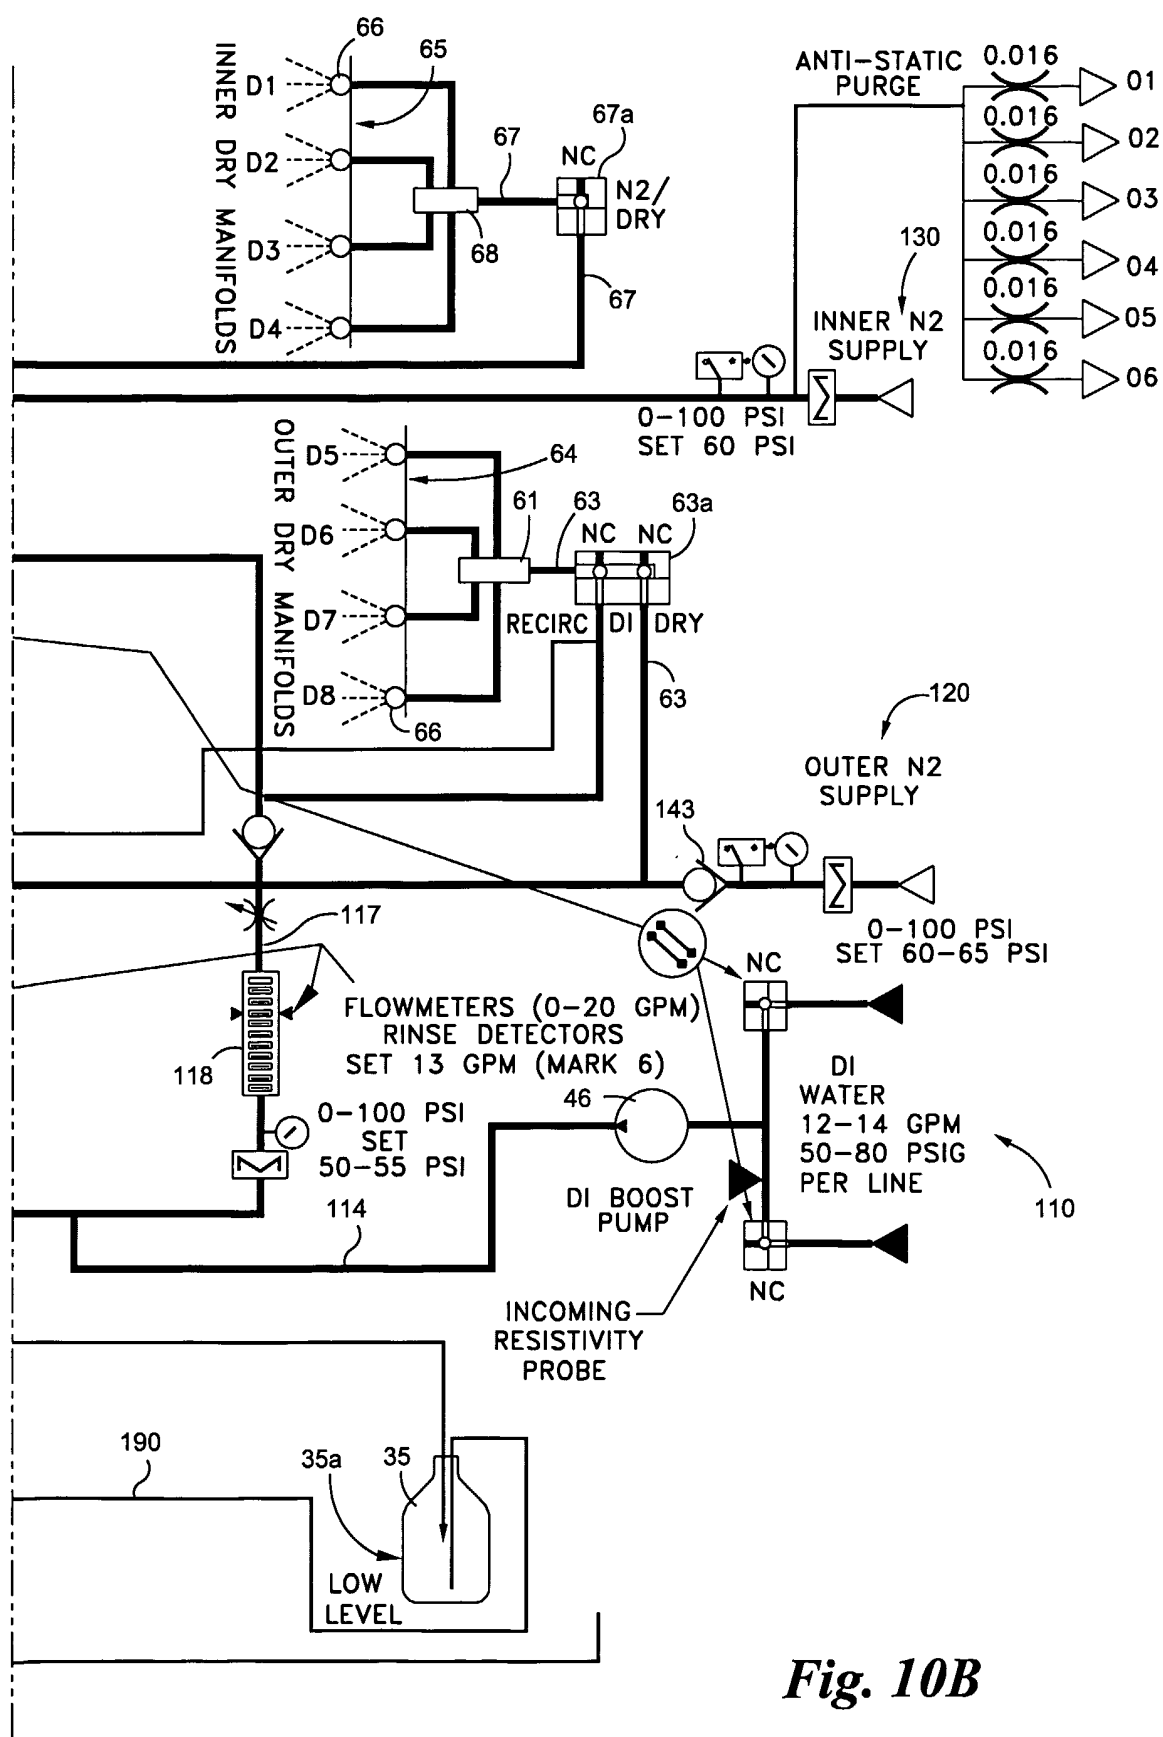 66
65
INNER DRY MANIFOLDS
D1
D2
D3
D4
67
68
67a
NC
N2/
DRY
67
ANTI-STATIC
PURGE
0.016
01
0.016
02
0.016
03
0.016
04
0.016
05
0.016
06
130
INNER N2
SUPPLY
0-100 PSI
SET 60 PSI
OUTER DRY MANIFOLDS
D5
D6
D7
D8
64
61
63
63a
NC
NC
RECIRC
DI
DRY
66
63
120
OUTER N2
SUPPLY
143
0-100 PSI
SET 60-65 PSI
117
FLOWMETERS (0-20 GPM)
RINSE DETECTORS
SET 13 GPM (MARK 6)
118
0-100 PSI
SET
50-55 PSI
46
NC
DI
WATER
12-14 GPM
50-80 PSIG
PER LINE
110
DI BOOST
PUMP
114
NC
INCOMING
RESISTIVITY
PROBE
190
35a
35
LOW
LEVEL
Fig. 10B